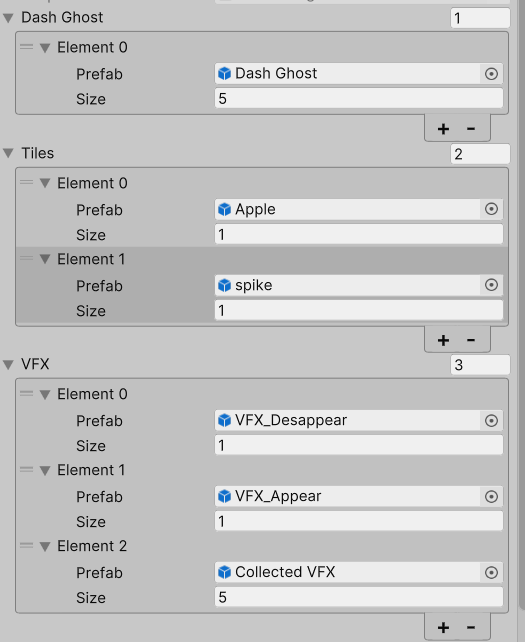 Dash Ghost 1
Element 0
Prefab Dash Ghost
Size 5
+ -
Tiles 2
Element 0
Prefab Apple
Size 1
Element 1
Prefab spike
Size 1
+ -
VFX 3
Element 0
Prefab VFX_Desappear
Size 1
Element 1
Prefab VFX_Appear
Size 1
Element 2
Prefab Collected VFX
Size 5
+ -